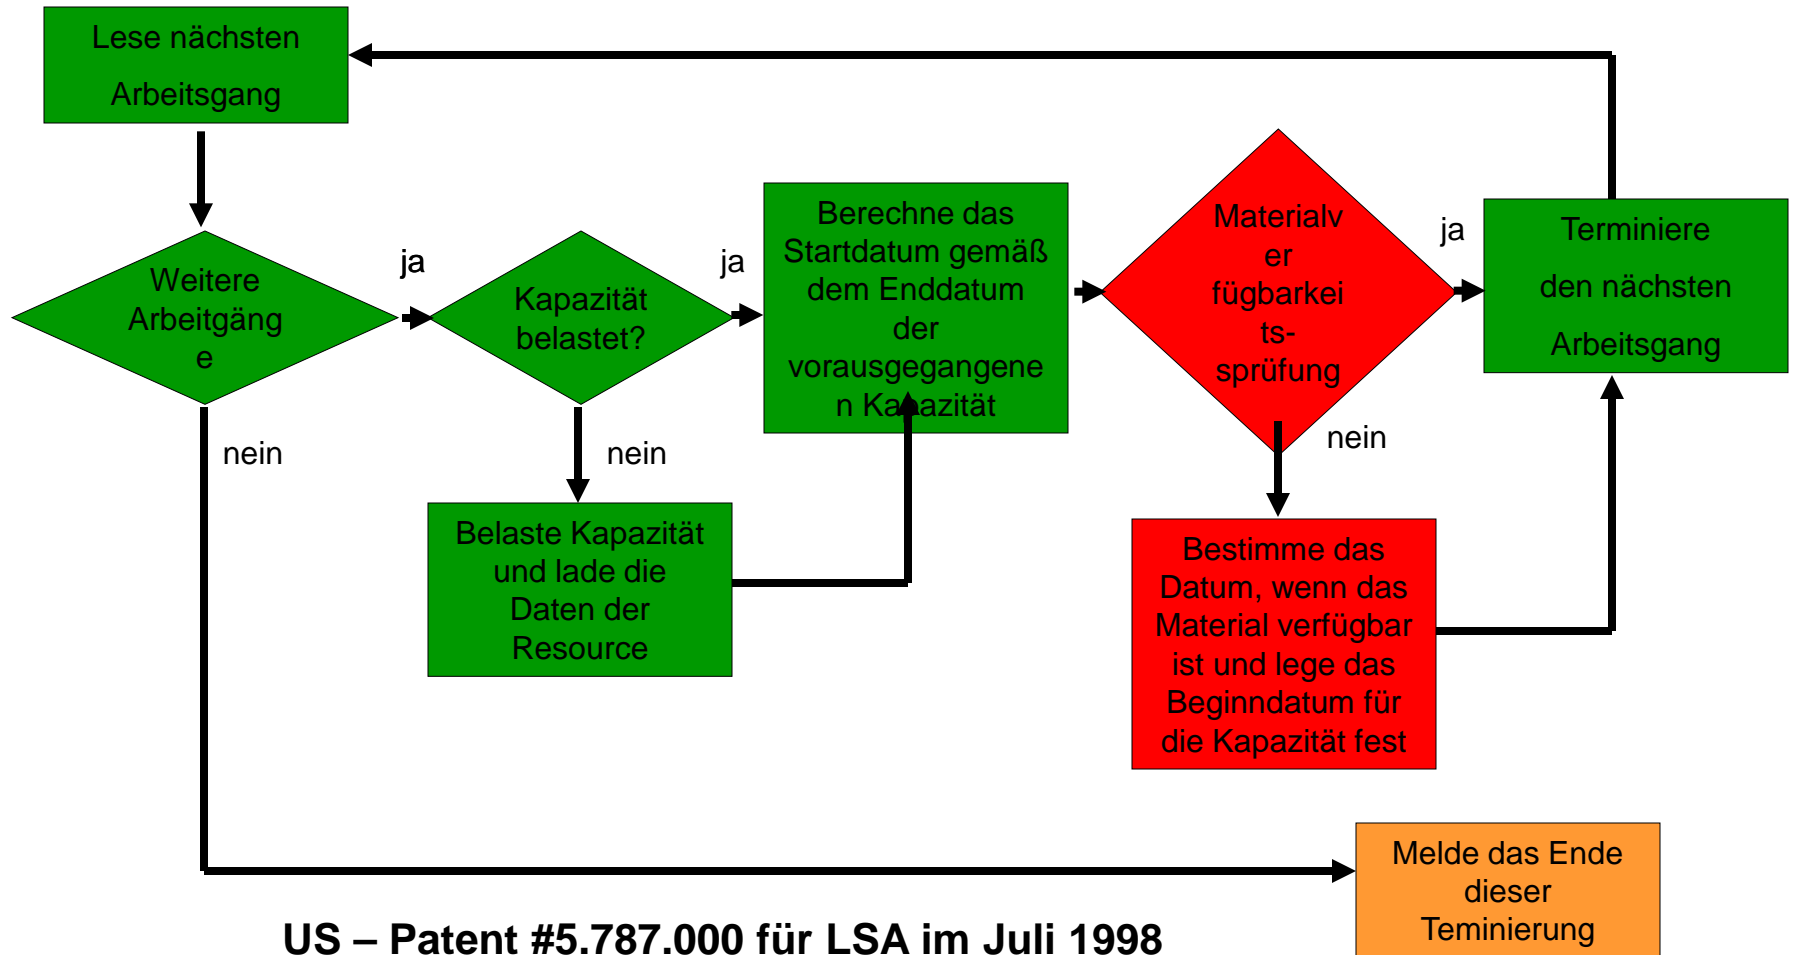 Lese nächsten
Arbeitsgang
Weitere
Arbeitgäng
e
ja
nein
Kapazität
belastet?
ja
nein
Belaste Kapazität
und lade die
Daten der
Resource
Berechne das
Startdatum gemäß
dem Enddatum
der
vorausgegangene
n Kapazität
Materialv
er
fügbarkei
ts-
sprüfung
ja
nein
Terminiere
den nächsten
Arbeitsgang
Bestimme das
Datum, wenn das
Material verfügbar
ist und lege das
Beginndatum für
die Kapazität fest
Melde das Ende
dieser
Teminierung
US – Patent #5.787.000 für LSA im Juli 1998